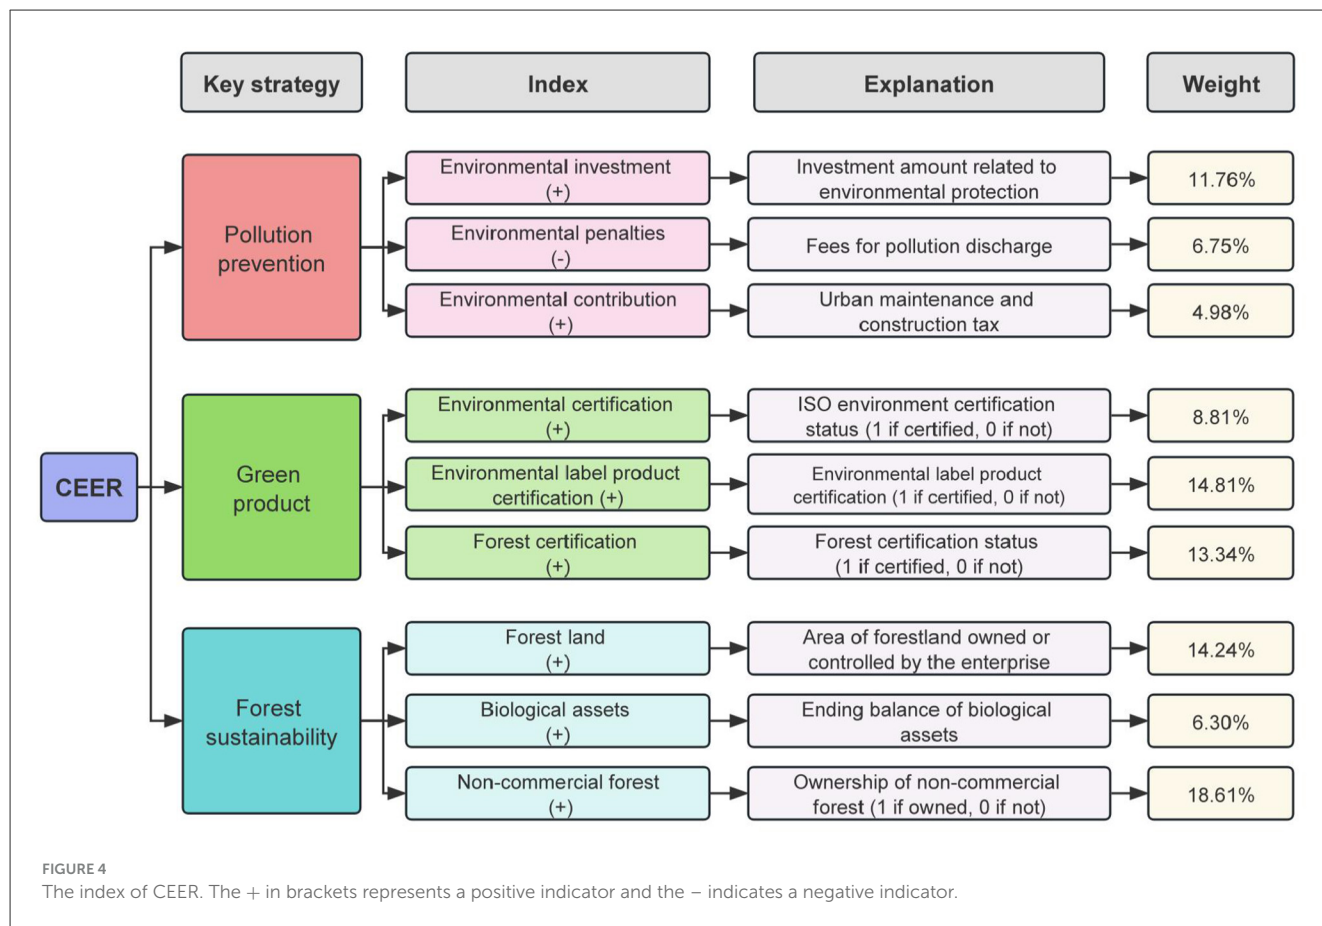 Key strategy
Index
Explanation
Weight
CEER
Pollution
prevention
Environmental investment
(+)
Investment amount related to
environmental protection
11.76%
Environmental penalties
(-)
Fees for pollution discharge
6.75%
Environmental contribution
(+)
Urban maintenance and
construction tax
4.98%
Green
product
Environmental certification
(+)
ISO environment certification
status (1 if certified, 0 if not)
8.81%
Environmental label product
certification (+)
Environmental label product
certification (1 if certified, 0 if not)
14.81%
Forest certification
(+)
Forest certification status
(1 if certified, 0 if not)
13.34%
Forest
sustainability
Forest land
(+)
Area of forestland owned or
controlled by the enterprise
14.24%
Biological assets
(+)
Ending balance of biological
assets
6.30%
Non-commercial forest
(+)
Ownership of non-commercial
forest (1 if owned, 0 if not)
18.61%
FIGURE 4
The index of CEER. The + in brackets represents a positive indicator and the – indicates a negative indicator.